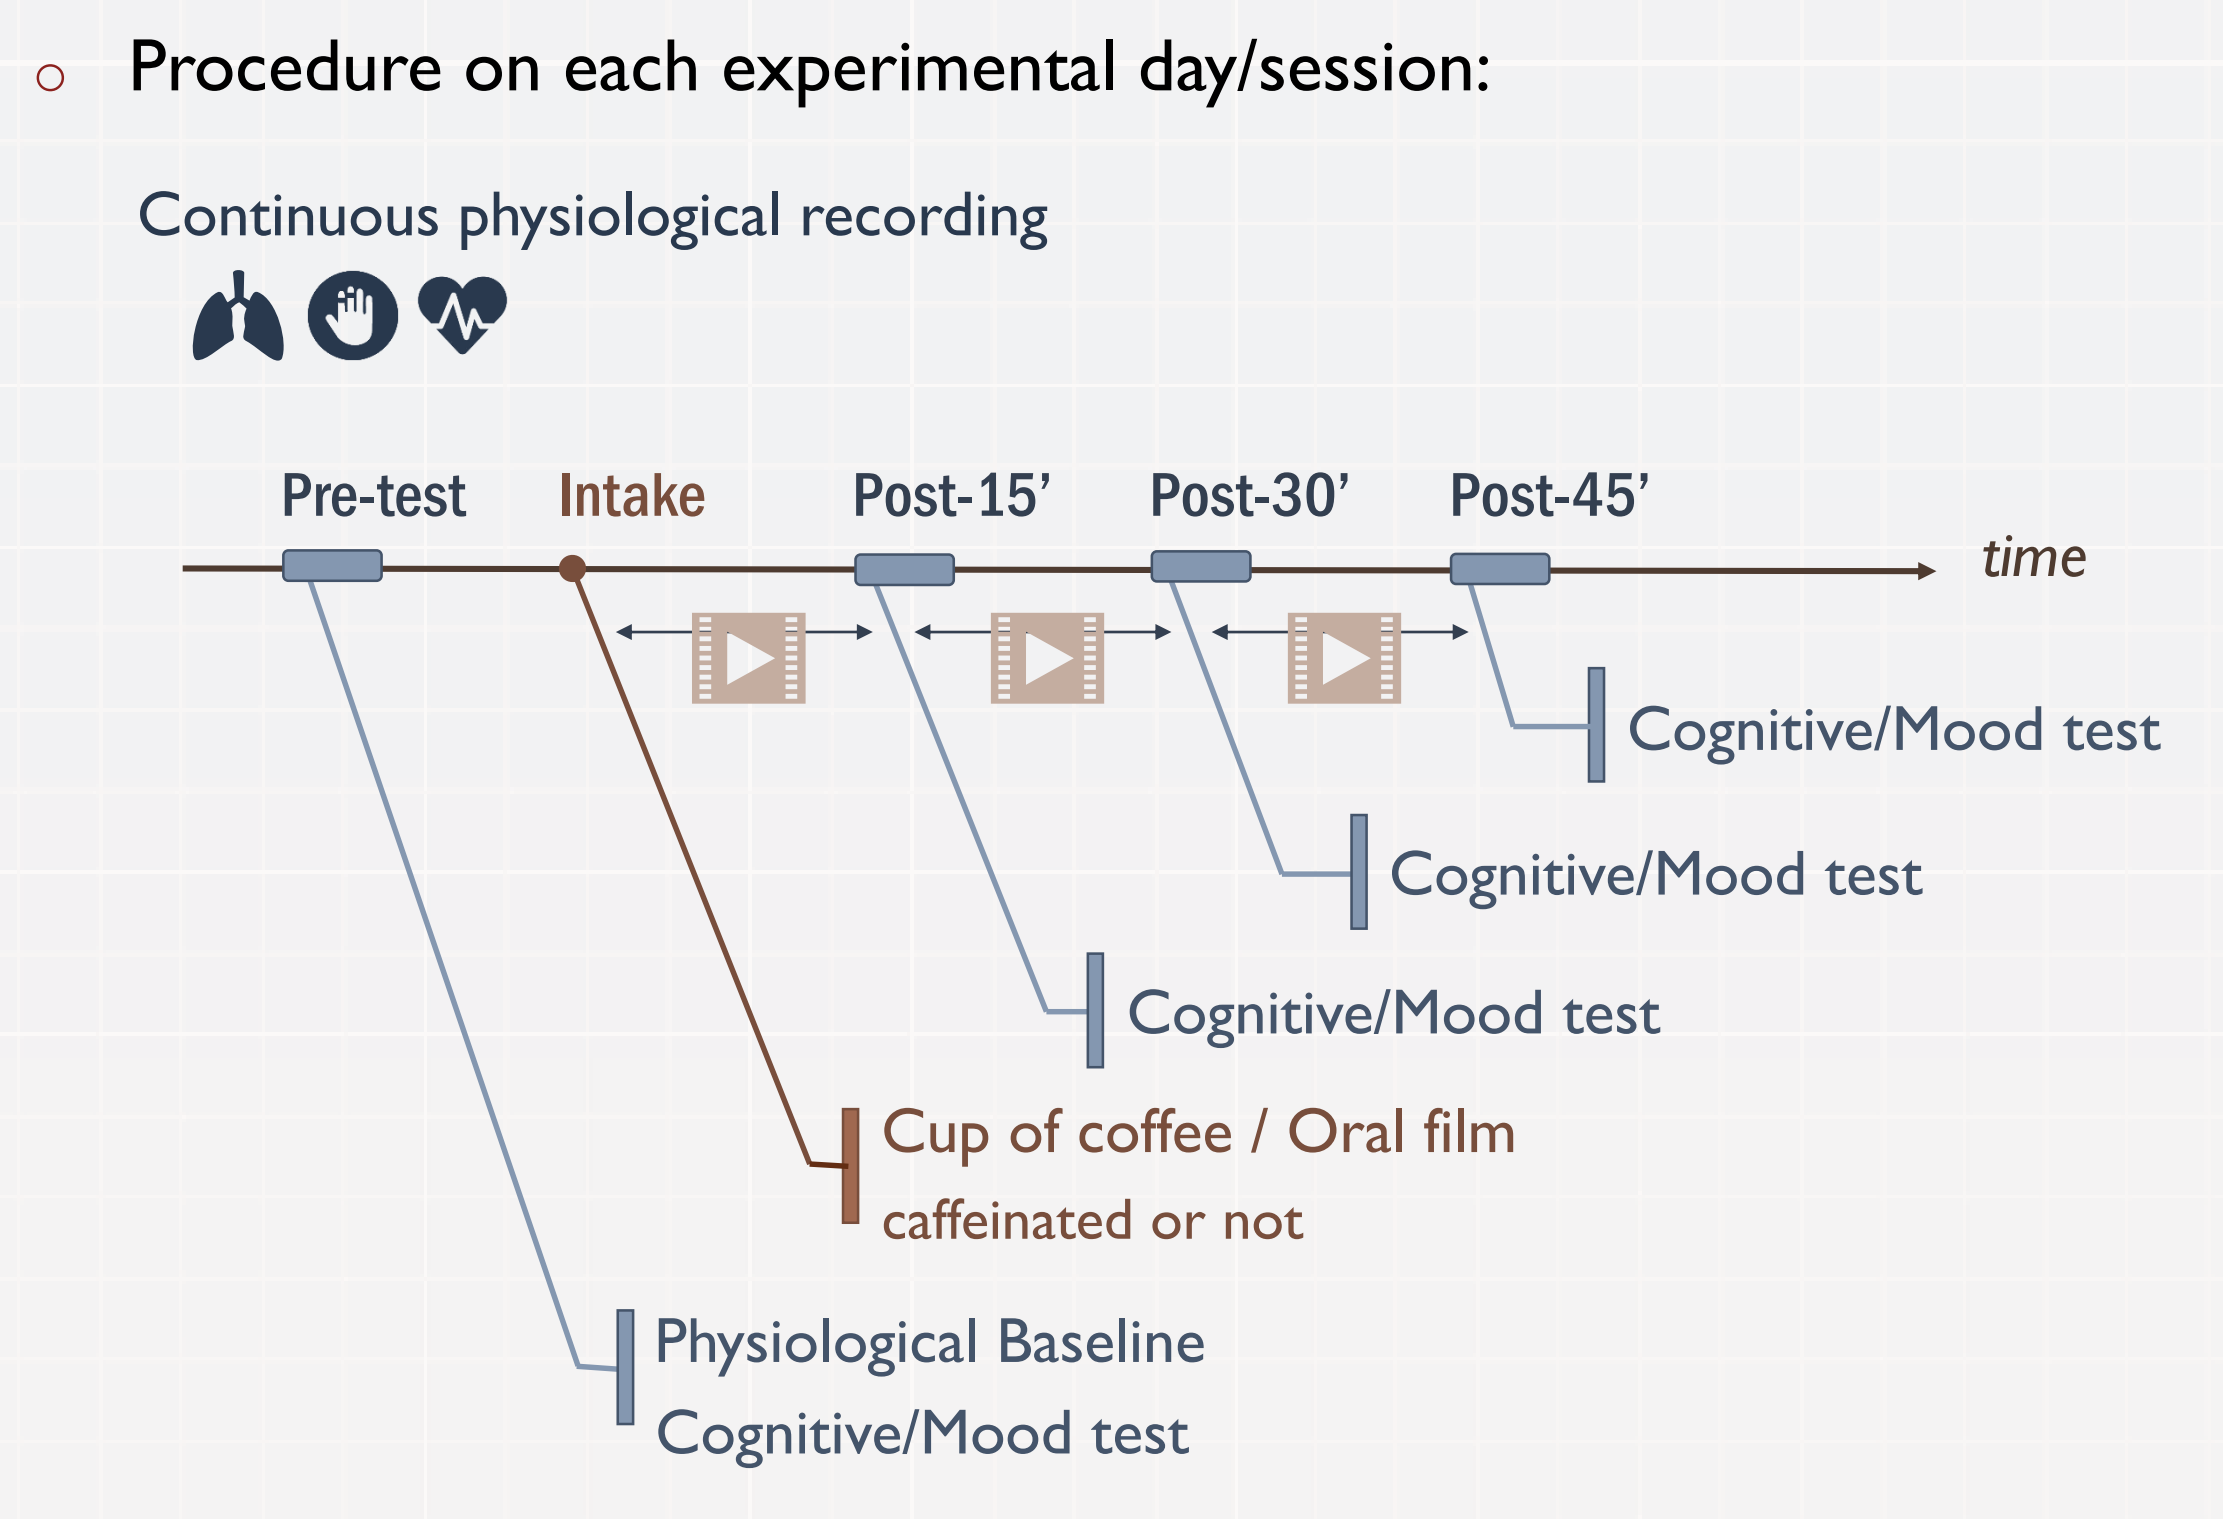 Procedure on each experimental day/session:
Continuous physiological recording
Pre-test
Intake
Post-15’
Post-30’
Post-45’
time
Cognitive/Mood test
Cognitive/Mood test
Cognitive/Mood test
Cup of coffee / Oral film
caffeinated or not
Physiological Baseline
Cognitive/Mood test